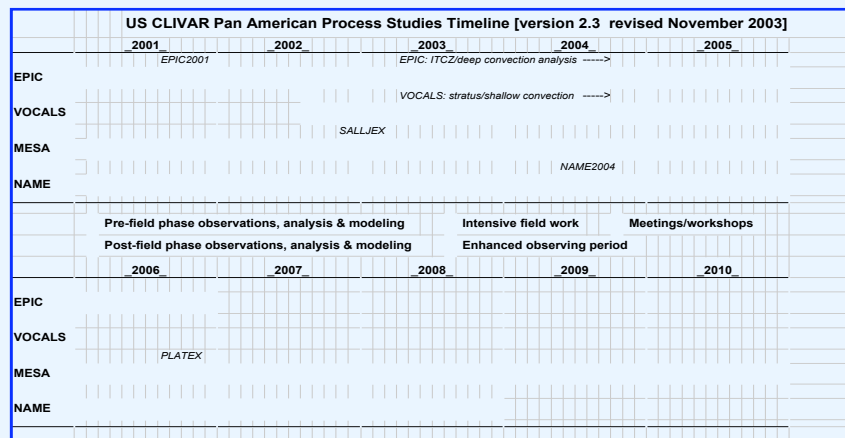 US CLIVAR Pan American Process Studies Timeline [version 2.3 revised November 2003]
_2001_ _2002_ _2003_ _2004_ _2005_
EPIC2001 EPIC: ITCZ/deep convection analysis ----->
EPIC
VOCALS: stratus/shallow convection ----->
VOCALS
SALLJEX
MESA
NAME2004
NAME
Pre-field phase observations, analysis & modeling Intensive field work Meetings/workshops
Post-field phase observations, analysis & modeling Enhanced observing period
_2006_ _2007_ _2008_ _2009_ _2010_
EPIC
VOCALS
PLATEX
MESA
NAME